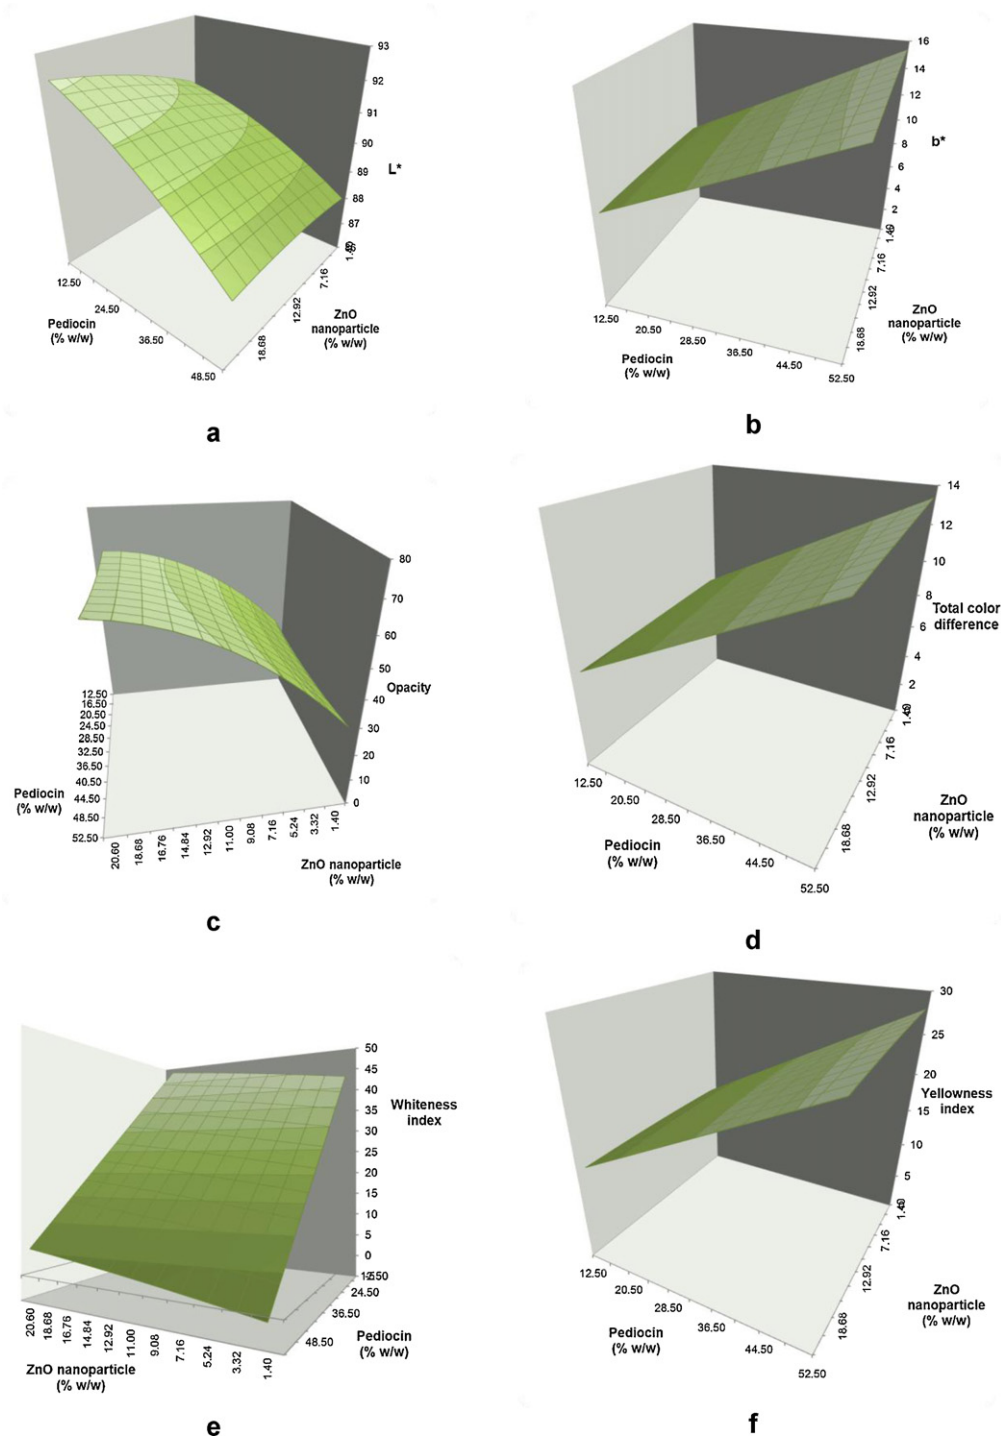 93
92
91
90
89
L*
88
87
12.50
24.50
36.50
48.50
Pediocin
(% w/w)
7.16
12.92
18.68
ZnO
nanoparticle
(% w/w)
a
16
14
12
10
b*
8
6
4
2
7.16
12.92
18.68
ZnO
nanoparticle
(% w/w)
12.50
20.50
28.50
36.50
44.50
52.50
Pediocin
(% w/w)
b
80
70
60
50
Opacity
40
30
20
10
0
12.50
16.50
20.50
24.50
28.50
32.50
36.50
40.50
44.50
48.50
52.50
Pediocin
(% w/w)
20.60
18.68
16.76
14.84
12.92
11.00
9.08
7.16
5.24
3.32
1.40
ZnO nanoparticle
(% w/w)
c
14
12
10
8
Total color
difference
6
4
2
7.16
12.92
18.68
ZnO
nanoparticle
(% w/w)
12.50
20.50
28.50
36.50
44.50
52.50
Pediocin
(% w/w)
d
50
45
40
Whiteness
index
35
30
25
20
15
10
5
0
24.50
36.50
48.50
Pediocin
(% w/w)
20.60
18.68
16.76
14.84
12.92
11.00
9.08
7.16
5.24
3.32
1.40
ZnO nanoparticle
(% w/w)
e
30
25
20
Yellowness
index
15
10
5
7.16
12.92
18.68
ZnO
nanoparticle
(% w/w)
12.50
20.50
28.50
36.50
44.50
52.50
Pediocin
(% w/w)
f